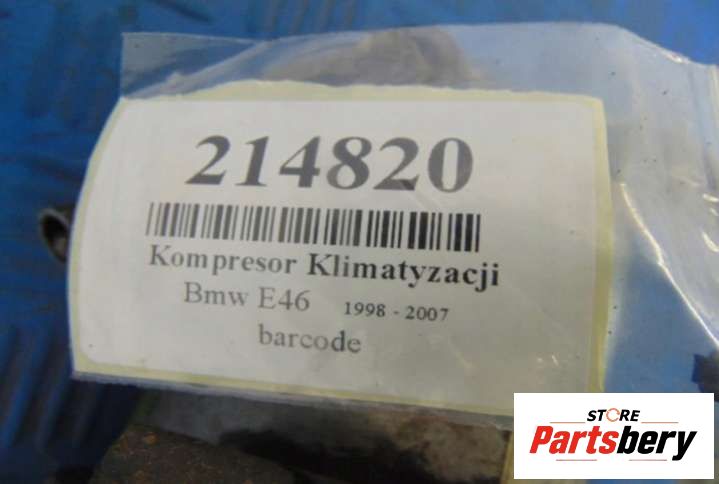 214820
Kompresor Klimatyzacji
Bmw E46 1998 - 2007
barcode
STORE
Partsbery